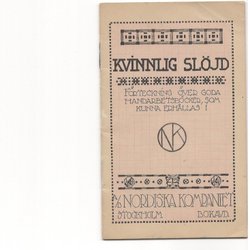 KVINNLIG SLÖJD
FÖRTECKNING ÖVER GODA
HANDARBETSBÖCKER, SOM
KUNNA ERHÅLLAS I
NK
A/B NORDISKA KOMPANIET
STOCKHOLM BOKAVD.